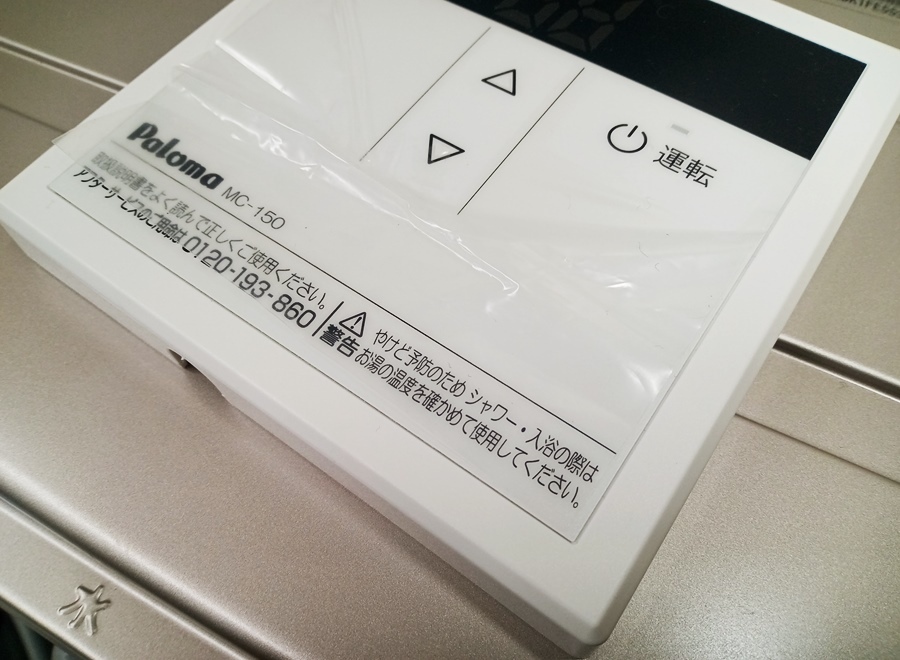 運転
Paloma MC-150
取扱説明書をよく読んで正しくご使用ください。
アフターサービスのご用命は 0120-193-860
警告
やけど予防のため シャワー・入浴の際は
お湯の温度を確かめて使用してください。
水